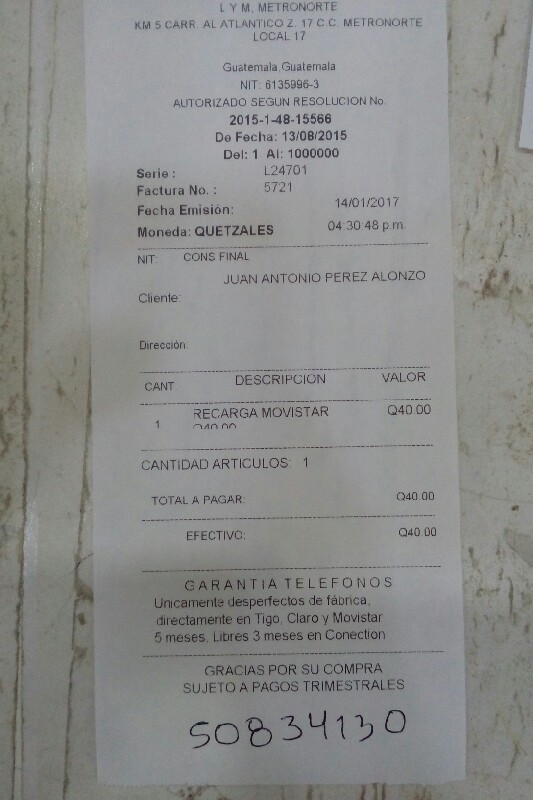 L Y M, METRONORTE
KM 5 CARR. AL ATLANTICO Z. 17 C.C. METRONORTE
LOCAL 17
Guatemala,Guatemala
NIT: 6135996-3
AUTORIZADO SEGUN RESOLUCION No.
2015-1-48-15566
De Fecha: 13/08/2015
Del: 1 Al: 1000000
Serie : L24701
Factura No. : 5721
Fecha Emisión: 14/01/2017
Moneda: QUETZALES 04:30:48 p.m.
NIT: CONS FINAL
JUAN ANTONIO PEREZ ALONZO
Cliente:
Dirección:
CANT DESCRIPCION VALOR
1 RECARGA MOVISTAR Q40.00
Q40.00
CANTIDAD ARTICULOS: 1
TOTAL A PAGAR: Q40.00
EFECTIVO: Q40.00
GARANTIA TELEFONOS
Unicamente desperfectos de fábrica,
directamente en Tigo, Claro y Movistar
5 meses, Libres 3 meses en Conection
GRACIAS POR SU COMPRA
SUJETO A PAGOS TRIMESTRALES
50834130